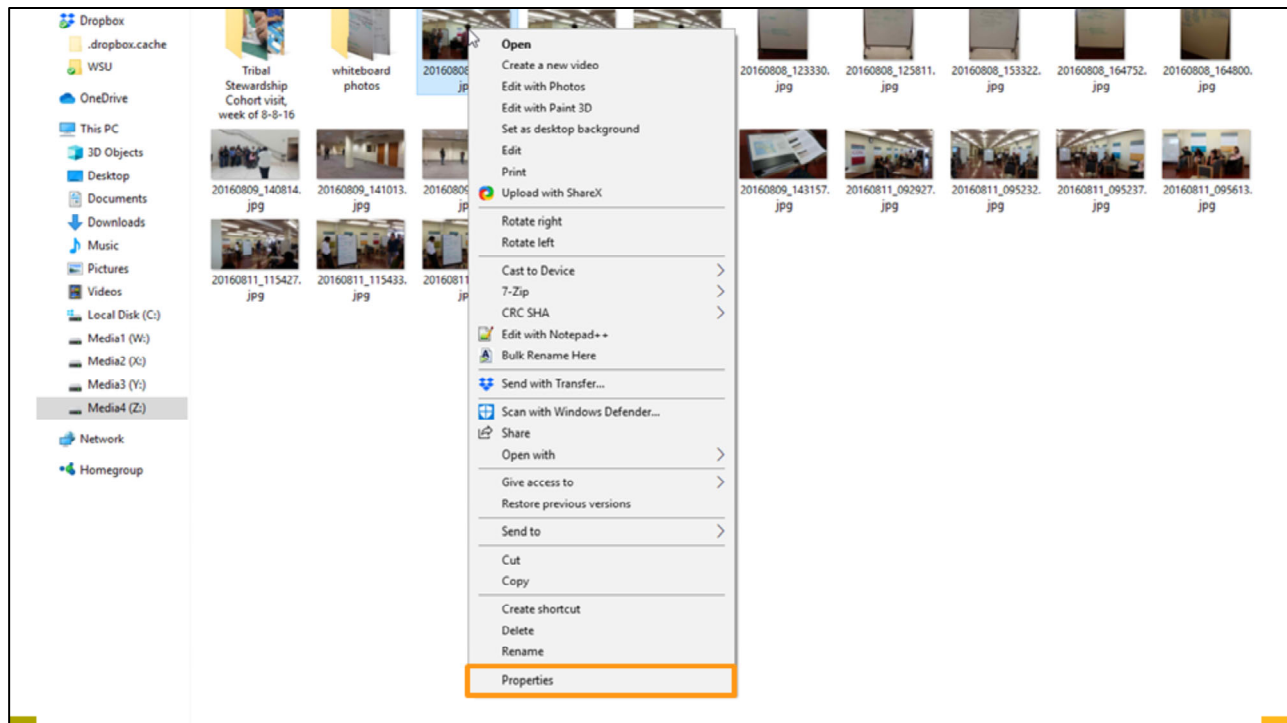 Dropbox
.dropbox.cache
WSU
OneDrive
This PC
3D Objects
Desktop
Documents
Downloads
Music
Pictures
Videos
Local Disk (C:)
Media1 (W:)
Media2 (X:)
Media3 (Y:)
Media4 (Z:)
Network
Homegroup
Tribal
Stewardship
Cohort visit,
week of 8-8-16
whiteboard
photos
20160808
jp
20160808_123330.
jpg
20160808_125811.
jpg
20160808_153322.
jpg
20160808_164752.
jpg
20160808_164800.
jpg
20160809_140814.
jpg
20160809_141013.
jpg
20160809
jp
20160809_143157.
jpg
20160811_092927.
jpg
20160811_095232.
jpg
20160811_095237.
jpg
20160811_095613.
jpg
20160811_115427.
jpg
20160811_115433.
jpg
20160811
jp
Open
Create a new video
Edit with Photos
Edit with Paint 3D
Set as desktop background
Edit
Print
Upload with ShareX
Rotate right
Rotate left
Cast to Device
7-Zip
CRC SHA
Edit with Notepad++
Bulk Rename Here
Send with Transfer...
Scan with Windows Defender...
Share
Open with
Give access to
Restore previous versions
Send to
Cut
Copy
Create shortcut
Delete
Rename
Properties